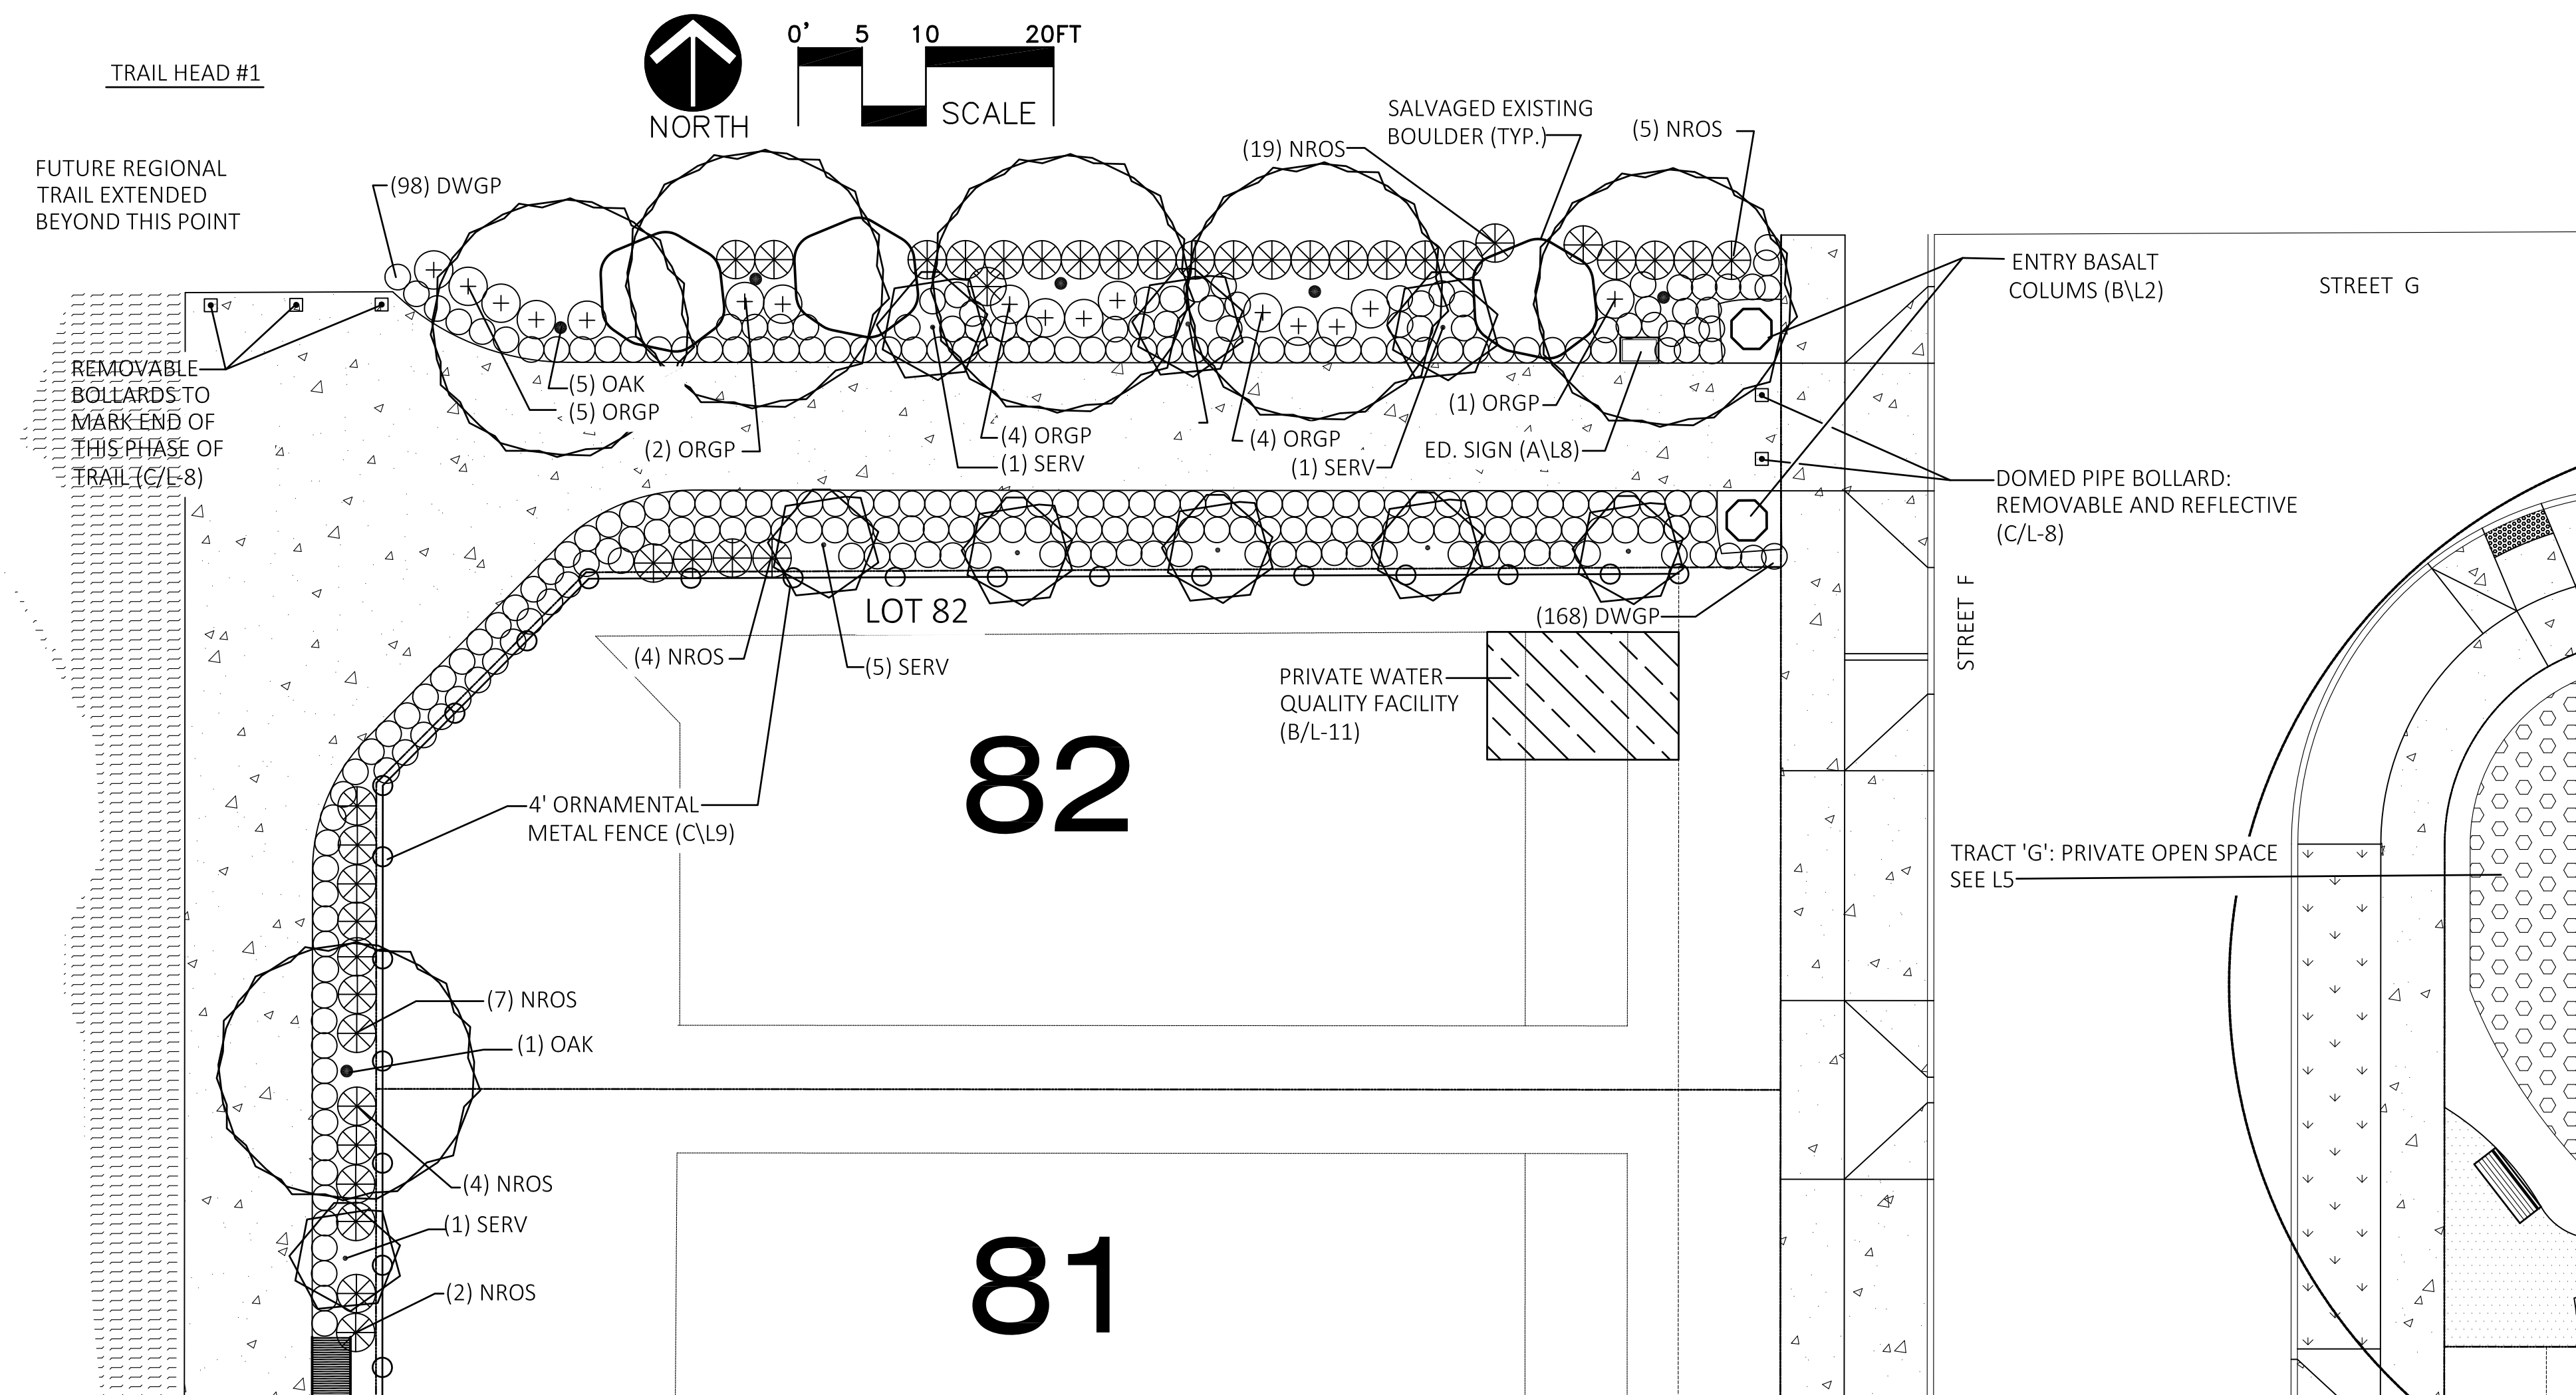 TRAIL HEAD #1
0' 5 10 20FT
SCALE
NORTH
FUTURE REGIONAL
TRAIL EXTENDED
BEYOND THIS POINT
(98) DWGP
(19) NROS
SALVAGED EXISTING
BOULDER (TYP.)
(5) NROS
ENTRY BASALT
COLUMS (B\L2)
STREET G
REMOVABLE
BOLLARDS TO
MARK END OF
THIS PHASE OF
TRAIL (C/L-8)
(5) OAK
(5) ORGP
(2) ORGP
(4) ORGP
(1) SERV
(4) ORGP
(1) SERV
(1) ORGP
ED. SIGN (A\L8)
DOMED PIPE BOLLARD:
REMOVABLE AND REFLECTIVE
(C/L-8)
LOT 82
(168) DWGP
STREET F
(4) NROS
(5) SERV
PRIVATE WATER
QUALITY FACILITY
(B/L-11)
82
4' ORNAMENTAL
METAL FENCE (C\L9)
TRACT 'G': PRIVATE OPEN SPACE
SEE L5
(7) NROS
(1) OAK
(4) NROS
(1) SERV
(2) NROS
81